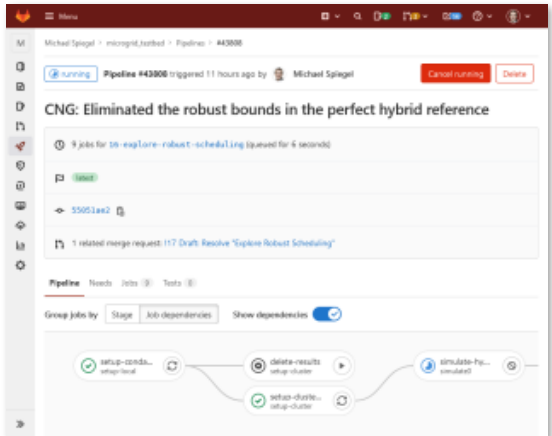 Menu
M
Michael Spiegel > microgrid_testbed > Pipelines > #43808
running Pipeline #43808 triggered 11 hours ago by Michael Spiegel Cancel running Delete
CNG: Eliminated the robust bounds in the perfect hybrid reference
9 jobs for in-explore-robust-scheduling (queued for 6 seconds)
latest
55051ae2
1 related merge request: !17 Draft: Resolve "Explore Robust Scheduling"
Pipeline Needs Jobs 9 Tests 0
Group jobs by Stage Job dependencies Show dependencies
setup-conda...
setup-local
delete-results
setup-cluster
simulate-hy...
simulate0
setup-cluste...
setup-cluster